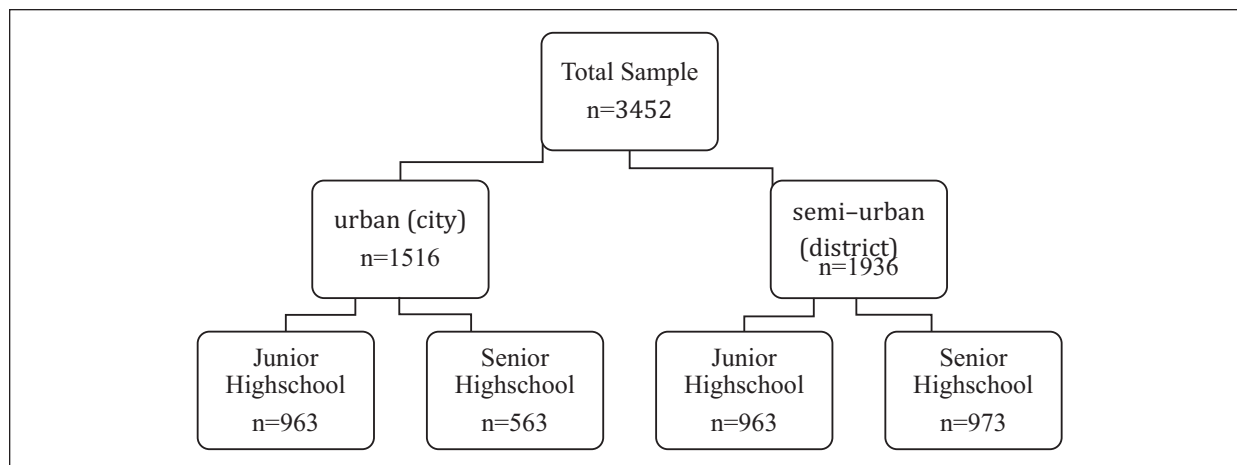 Total Sample
n=3452
urban (city)
n=1516
semi-urban
(district)
n=1936
Junior
Highschool
n=963
Senior
Highschool
n=563
Junior
Highschool
n=963
Senior
Highschool
n=973